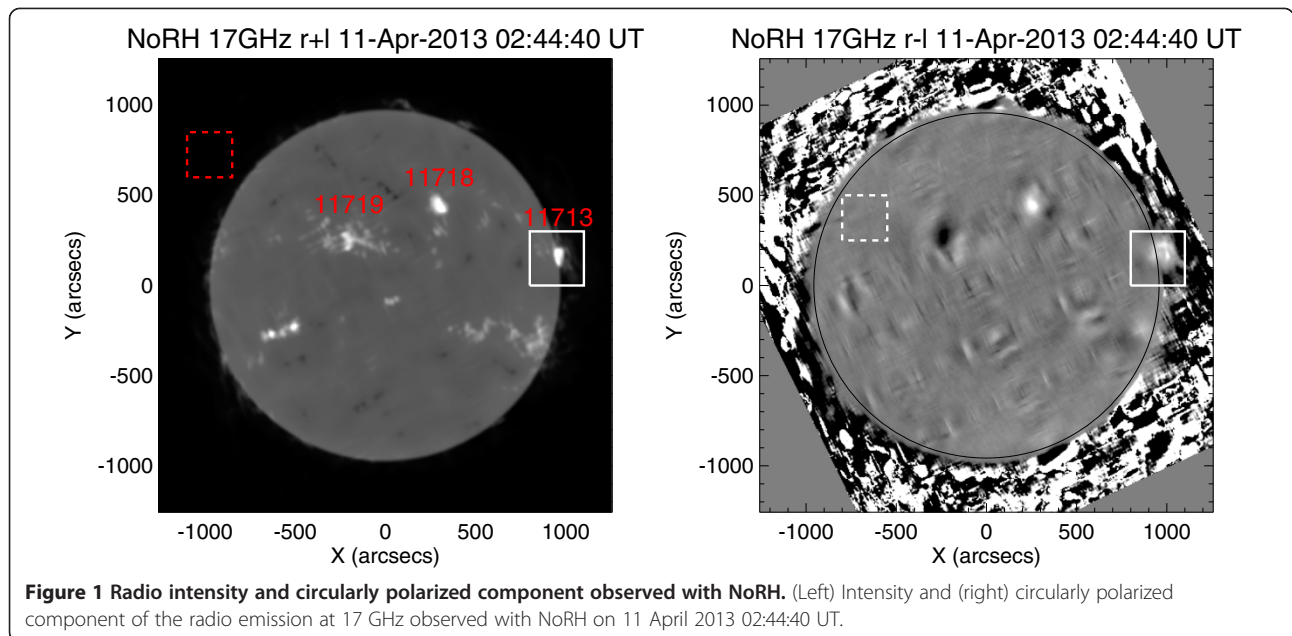 NoRH 17GHz r+l 11-Apr-2013 02:44:40 UT
1000
500
0
-500
-1000
Y (arcsecs)
11719
11718
11713
-1000 -500 0 500 1000
X (arcsecs)
NoRH 17GHz r-l 11-Apr-2013 02:44:40 UT
1000
500
0
-500
-1000
Y (arcsecs)
-1000 -500 0 500 1000
X (arcsecs)
Figure 1 Radio intensity and circularly polarized component observed with NoRH. (Left) Intensity and (right) circularly polarized
component of the radio emission at 17 GHz observed with NoRH on 11 April 2013 02:44:40 UT.